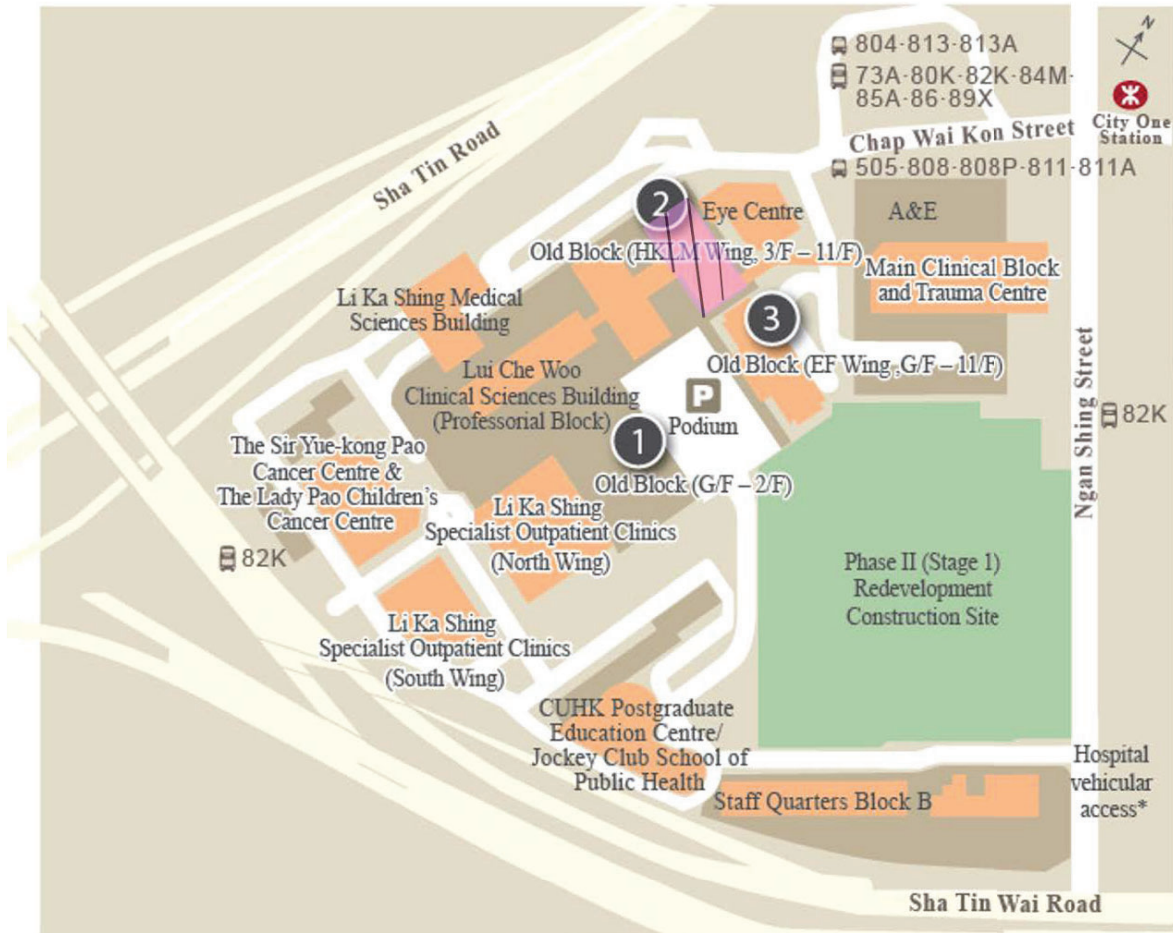 804·813·813A
73A·80K·82K·84M·
85A·86·89X
N
City One
Station
Chap Wai Kon Street
505·808·808P·811·811A
Sha Tin Road
2
Eye Centre
A&E
Old Block (HKLM Wing, 3/F – 11/F)
Main Clinical Block
and Trauma Centre
Li Ka Shing Medical
Sciences Building
3
Old Block (EF Wing ,G/F – 11/F)
Lui Che Woo
Clinical Sciences Building
(Professorial Block)
P
Podium
1
Old Block (G/F – 2/F)
82K
Ngan Shing Street
The Sir Yue-kong Pao
Cancer Centre &
The Lady Pao Children's
Cancer Centre
Li Ka Shing
Specialist Outpatient Clinics
(North Wing)
82K
Phase II (Stage 1)
Redevelopment
Construction Site
Li Ka Shing
Specialist Outpatient Clinics
(South Wing)
CUHK Postgraduate
Education Centre/
Jockey Club School of
Public Health
Hospital
vehicular
access*
Staff Quarters Block B
Sha Tin Wai Road